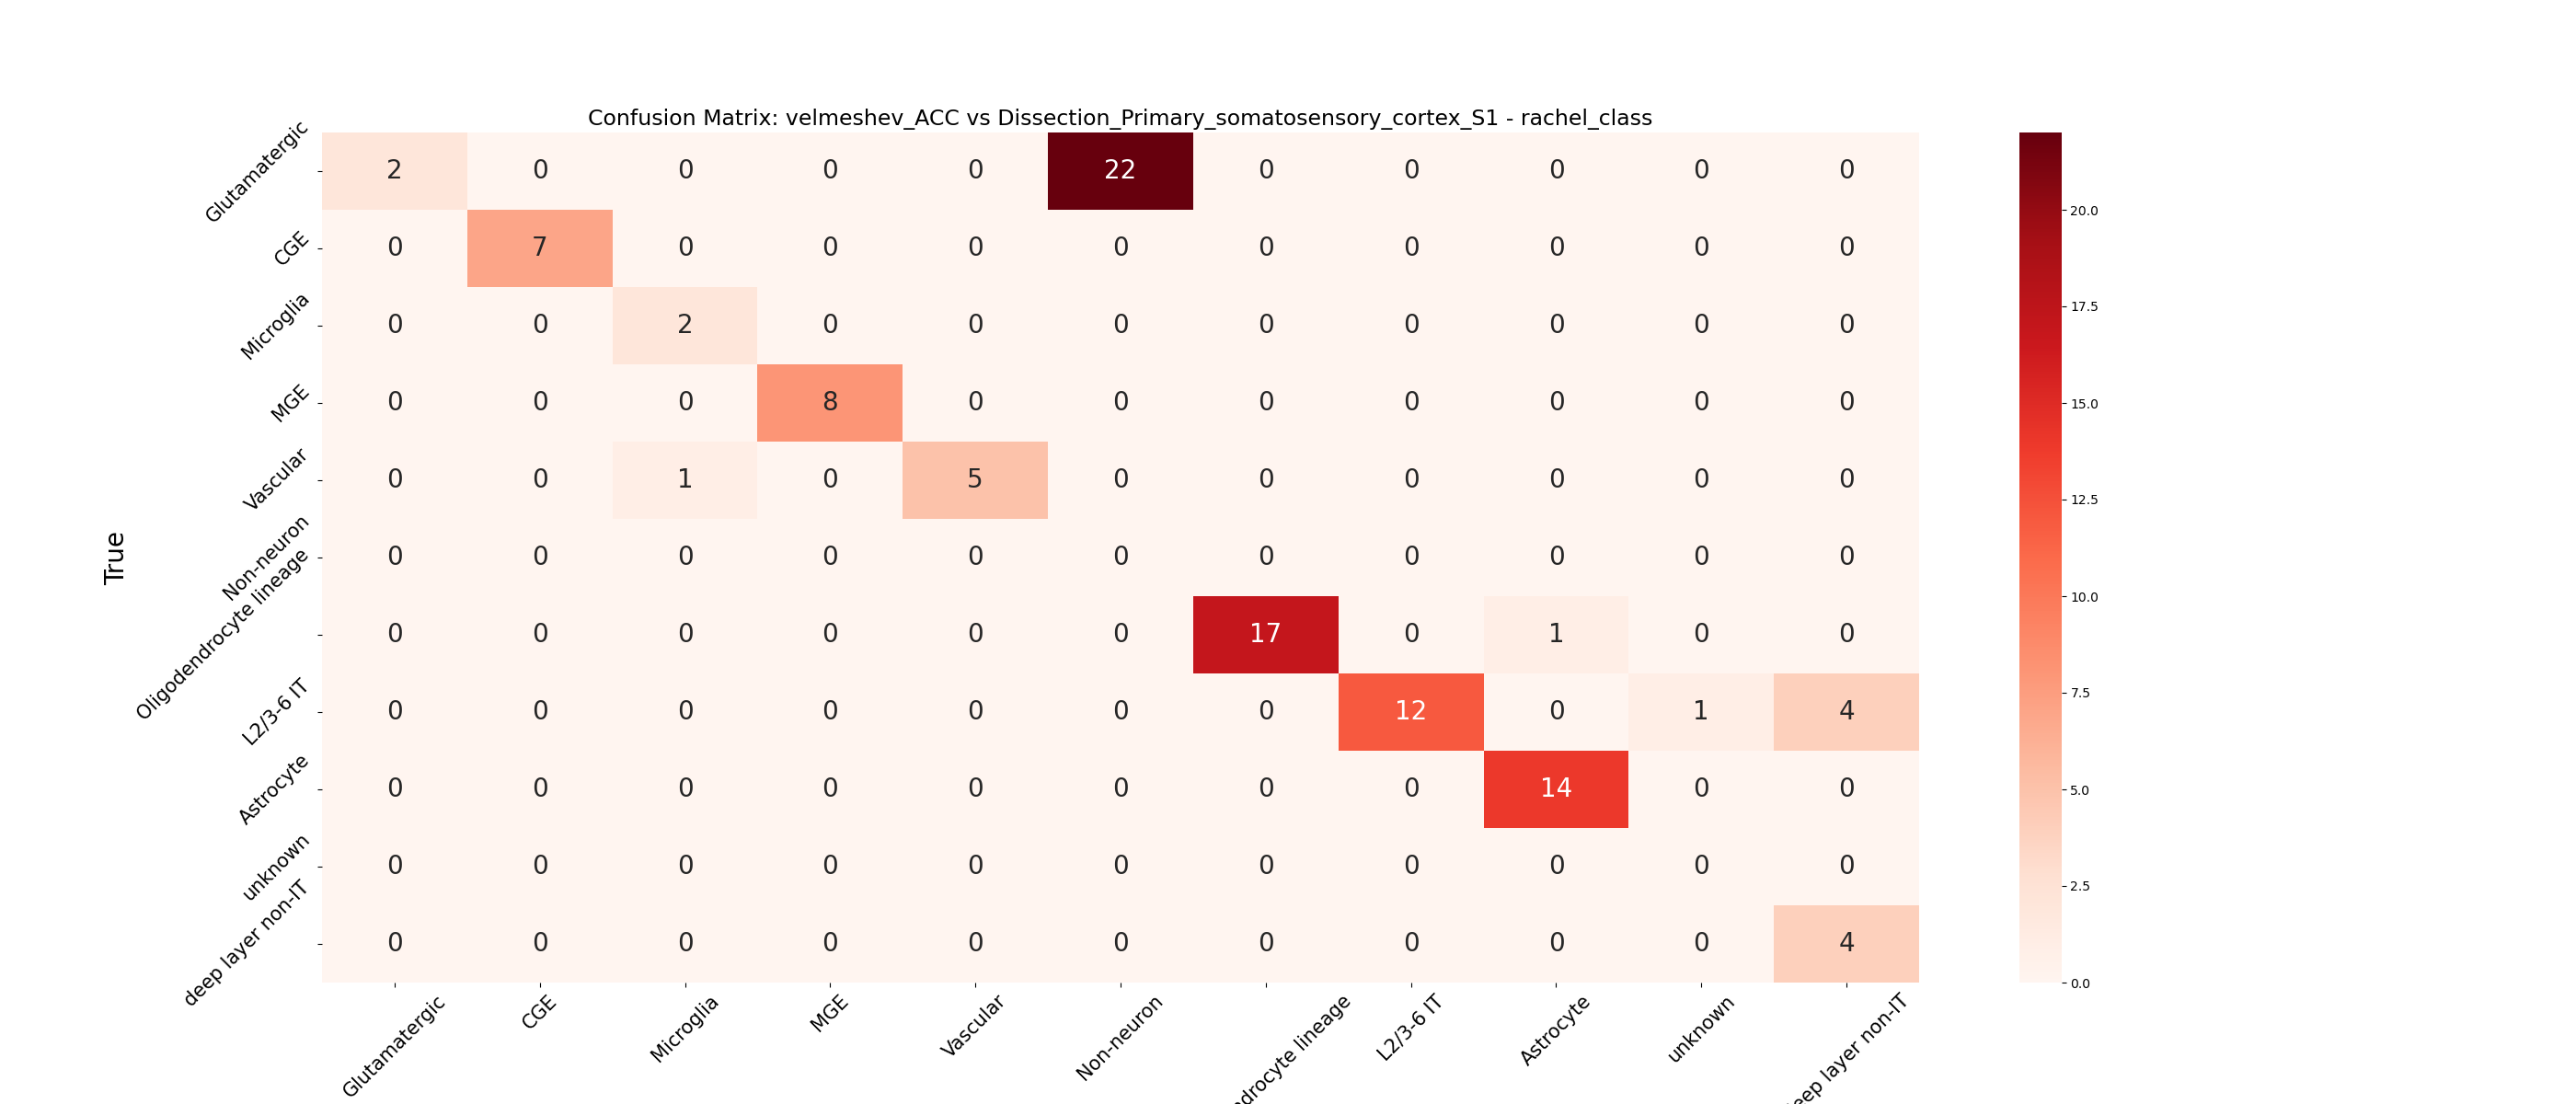 Confusion Matrix: velmeshev_ACC vs Dissection_Primary_somatosensory_cortex_S1 - rachel_class
True
Glutamatergic 2 0 0 0 0 22 0 0 0 0 0
CGE 0 7 0 0 0 0 0 0 0 0 0
Microglia 0 0 2 0 0 0 0 0 0 0 0
MGE 0 0 0 8 0 0 0 0 0 0 0
Vascular 0 0 1 0 5 0 0 0 0 0 0
Non-neuron 0 0 0 0 0 0 0 0 0 0 0
Oligodendrocyte lineage 0 0 0 0 0 0 17 0 1 0 0
L2/3-6 IT 0 0 0 0 0 0 0 12 0 1 4
Astrocyte 0 0 0 0 0 0 0 0 14 0 0
unknown 0 0 0 0 0 0 0 0 0 0 0
deep layer non-IT 0 0 0 0 0 0 0 0 0 0 4
Glutamatergic CGE Microglia MGE Vascular Non-neuron ndrocyte lineage L2/3-6 IT Astrocyte unknown eep layer non-IT
20.0
17.5
15.0
12.5
10.0
7.5
5.0
2.5
0.0